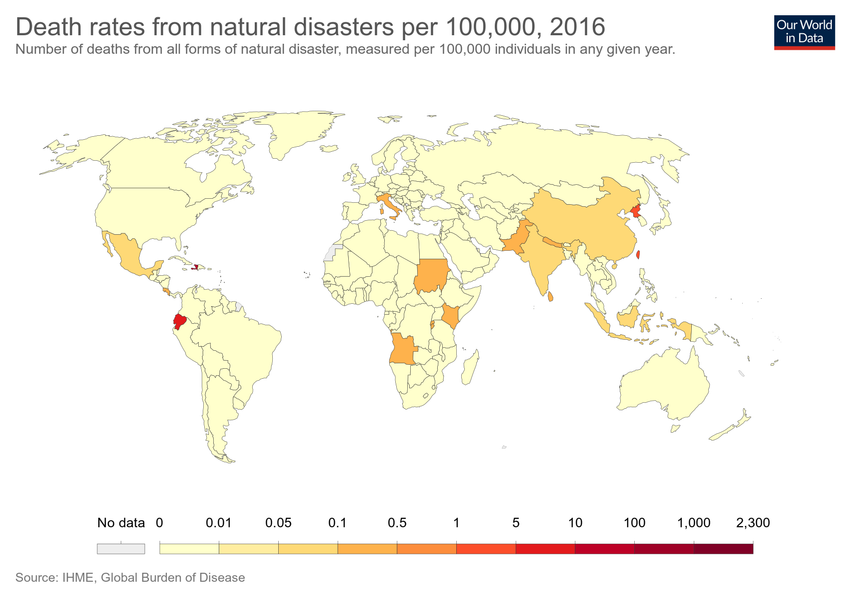 Death rates from natural disasters per 100,000, 2016
Number of deaths from all forms of natural disaster, measured per 100,000 individuals in any given year.
Our World
in Data
No data 0 0.01 0.05 0.1 0.5 1 5 10 100 1,000 2,300
Source: IHME, Global Burden of Disease